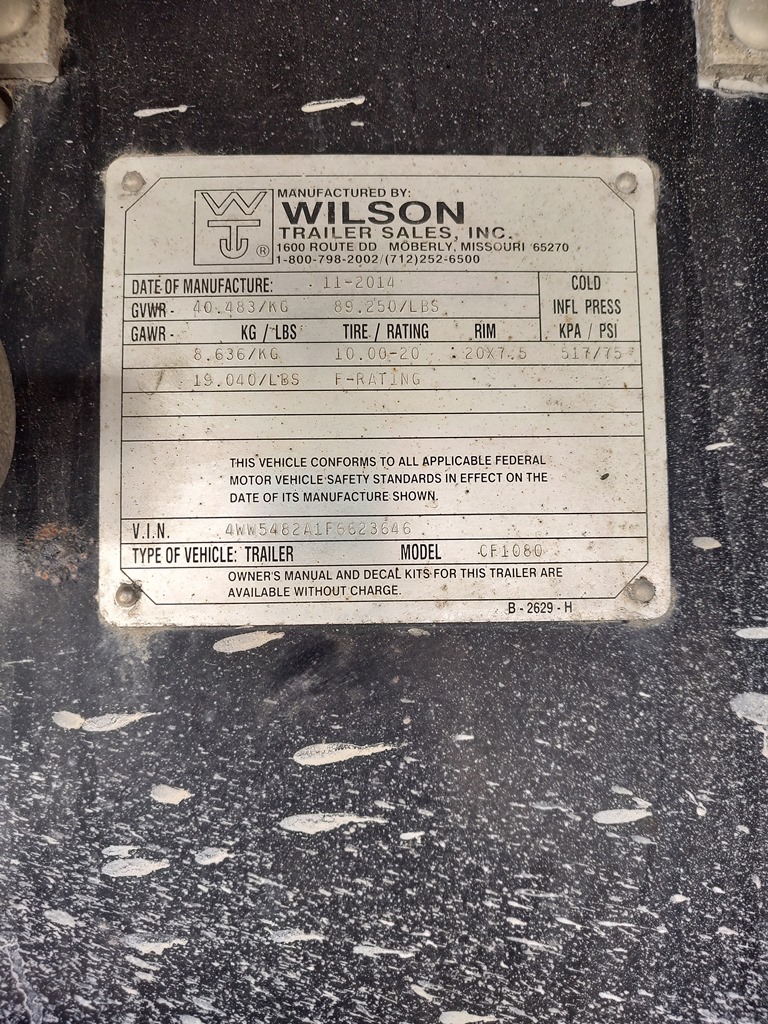 WTJ ®
MANUFACTURED BY:
WILSON
TRAILER SALES, INC.
1600 ROUTE DD MOBERLY, MISSOURI 65270
1-800-798-2002/(712)252-6500
DATE OF MANUFACTURE: 11-2014
COLD
INFL PRESS
KPA / PSI
GVWR - 40.483/KG 89.250/LBS
GAWR - KG / LBS TIRE / RATING RIM
8.636/KG 10.00-20 20X7.5 517/75
19.040/LBS F-RATING
THIS VEHICLE CONFORMS TO ALL APPLICABLE FEDERAL
MOTOR VEHICLE SAFETY STANDARDS IN EFFECT ON THE
DATE OF ITS MANUFACTURE SHOWN.
V.I.N. 4WW5482A1F6623646
TYPE OF VEHICLE: TRAILER MODEL CF1080
OWNER'S MANUAL AND DECAL KITS FOR THIS TRAILER ARE
AVAILABLE WITHOUT CHARGE.
B - 2629 - H